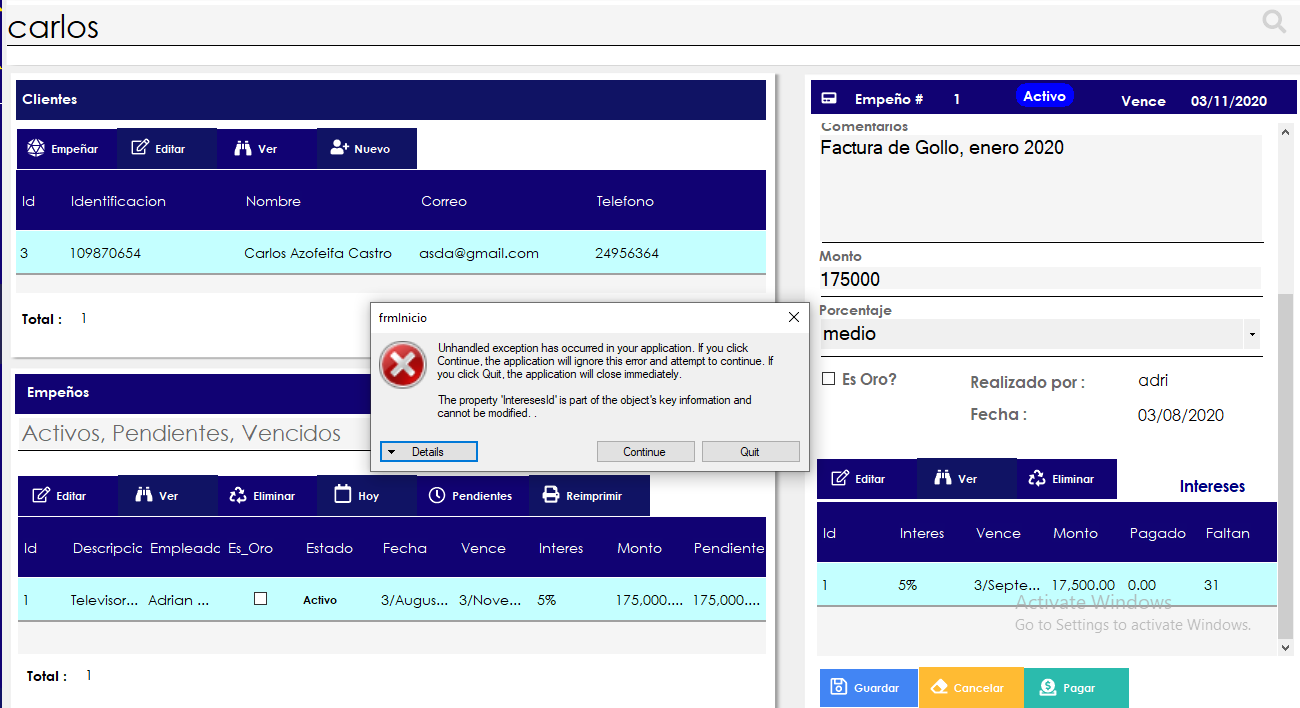 carlos
Clientes
Empeñar Editar Ver Nuevo
Id Identificacion Nombre Correo Telefono
3 109870654 Carlos Azofeifa Castro asda@gmail.com 24956364
Total : 1
Empeños
Activos, Pendientes, Vencidos
Editar Ver Eliminar Hoy Pendientes Reimprimir
Id Descripcic Empleadc Es_Oro Estado Fecha Vence Interes Monto Pendiente
1 Televisor... Adrian ... Activo 3/Augus... 3/Nove... 5% 175,000.... 175,000....
Total : 1
frmInicio
Unhandled exception has occurred in your application. If you click
Continue, the application will ignore this error and attempt to continue. If
you click Quit, the application will close immediately.
The property 'InteresesId' is part of the object's key information and
cannot be modified. .
Details Continue Quit
Empeño # 1 Activo Vence 03/11/2020
Comentarios
Factura de Gollo, enero 2020
Monto
175000
Porcentaje
medio
Es Oro? Realizado por : adri
Fecha : 03/08/2020
Editar Ver Eliminar Intereses
Id Interes Vence Monto Pagado Faltan
1 5% 3/Septe... 17,500.00 0.00 31
Activate Windows
Go to Settings to activate Windows.
Guardar Cancelar Pagar